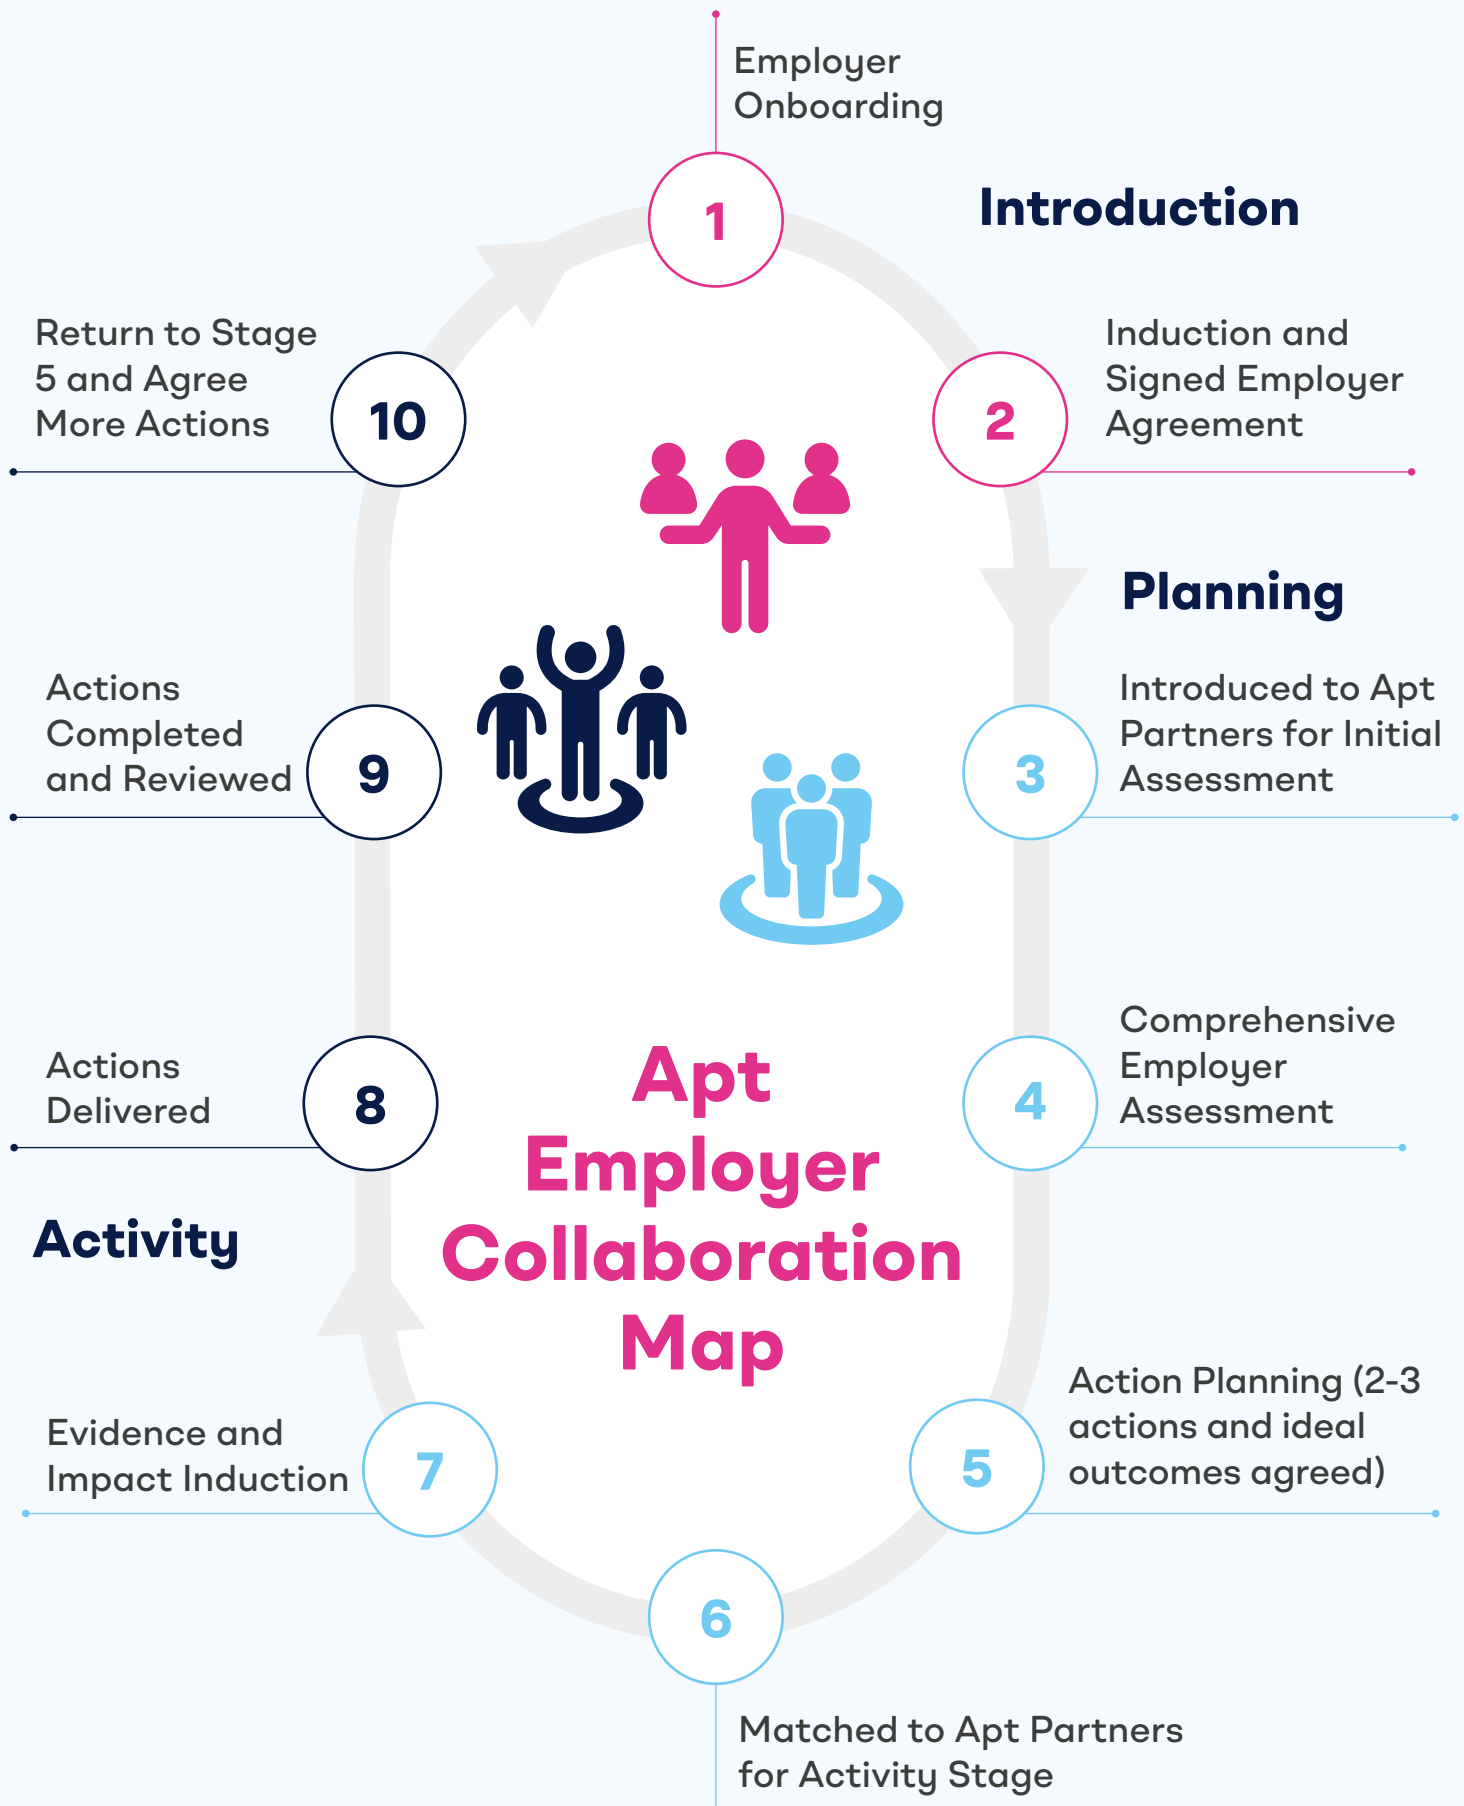 Employer
Onboarding
1
Introduction
2
Induction and
Signed Employer
Agreement
Planning
3
Introduced to Apt
Partners for Initial
Assessment
4
Comprehensive
Employer
Assessment
5
Action Planning (2-3
actions and ideal
outcomes agreed)
6
Matched to Apt Partners
for Activity Stage
7
Evidence and
Impact Induction
Activity
8
Actions
Delivered
9
Actions
Completed
and Reviewed
10
Return to Stage
5 and Agree
More Actions
Apt
Employer
Collaboration
Map